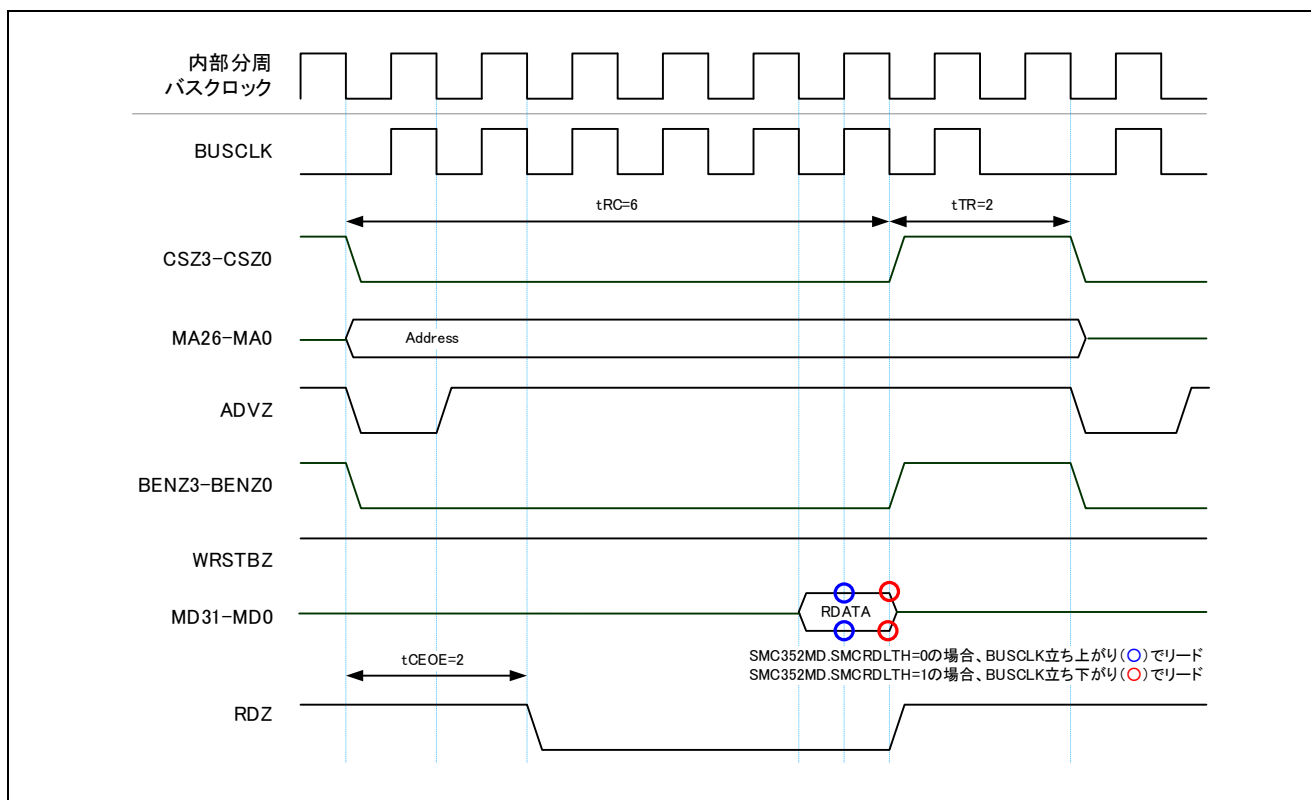 内部分周
バスクロック
BUSCLK
tRC=6
tTR=2
CSZ3-CSZ0
MA26-MA0
Address
ADVZ
BENZ3-BENZ0
WRSTBZ
MD31-MD0
RDATA
SMC352MD.SMCRDLTH=0の場合、BUSCLK立ち上がり(○)でリード
SMC352MD.SMCRDLTH=1の場合、BUSCLK立ち下がり(○)でリード
tCEOE=2
RDZ